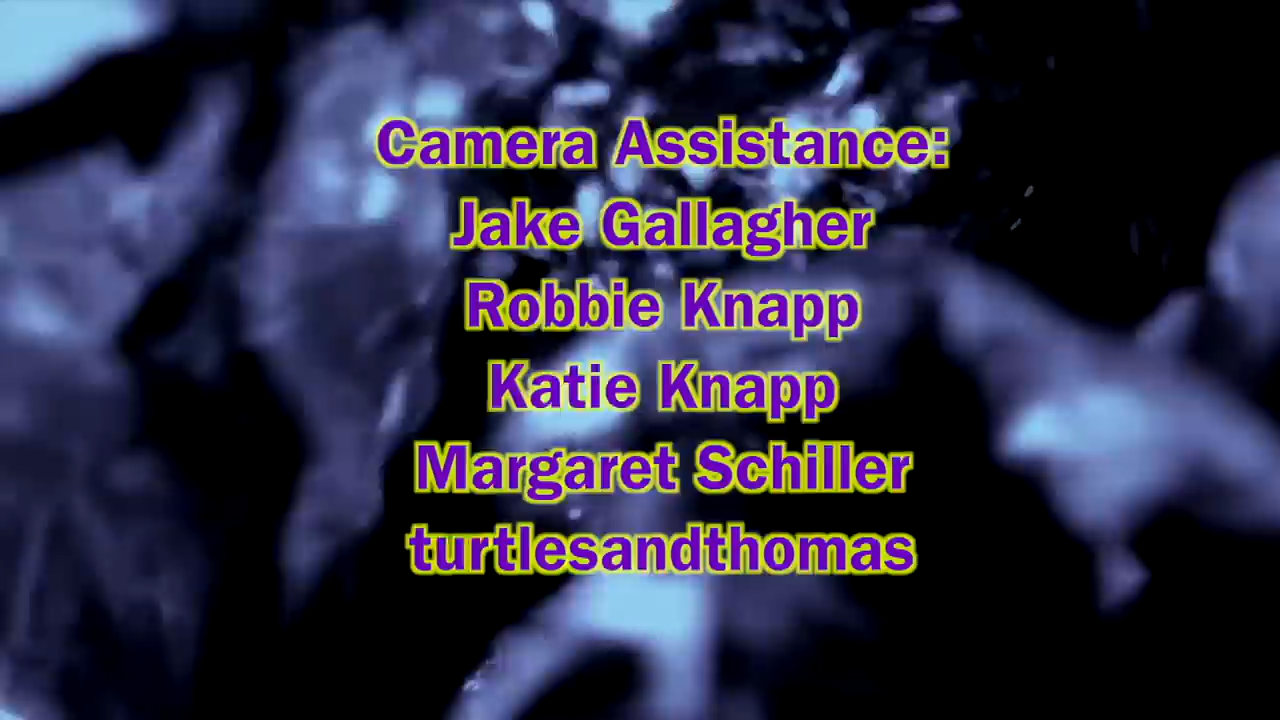 Camera Assistance:
Jake Gallagher
Robbie Knapp
Katie Knapp
Margaret Schiller
turtlesandthomas